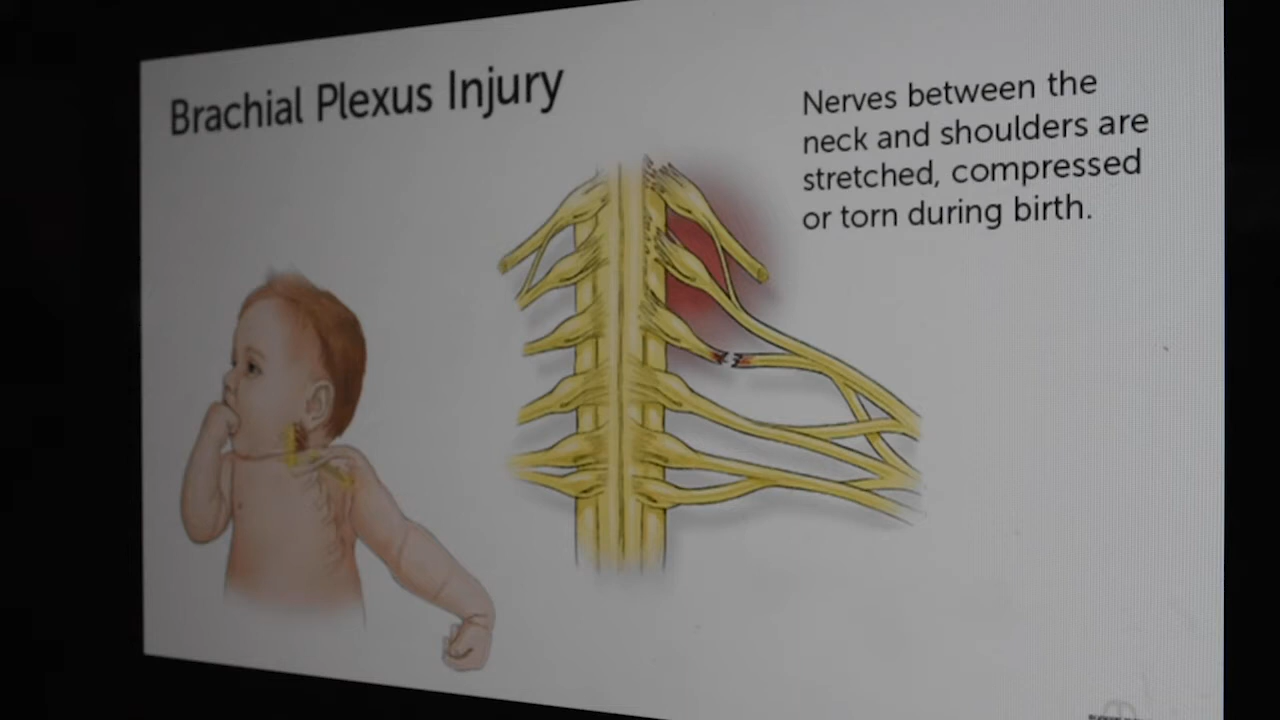 Brachial Plexus Injury
Nerves between the
neck and shoulders are
stretched, compressed
or torn during birth.